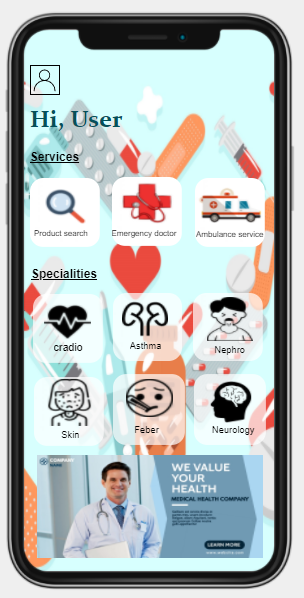 Hi, User
Services
Product search
Emergency doctor
Ambulance service
Specialities
cradio
Asthma
Nephro
Skin
Feber
Neurology
COMPANY
NAME
WE VALUE
YOUR
HEALTH
MEDICAL HEALTH COMPANY
LEARN MORE